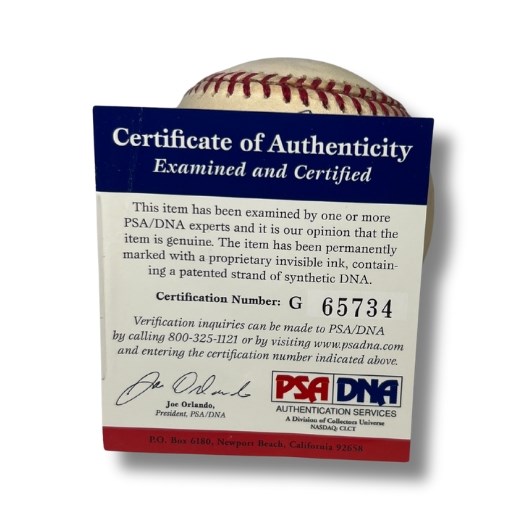 Certificate of Authenticity
Examined and Certified
This item has been examined by one or more
PSA/DNA experts and it is our opinion that the
item is genuine. The item has been permanently
marked with a proprietary invisible ink, contain-
ing a patented strand of synthetic DNA.
Certification Number: G 65734
Verification inquiries can be made to PSA/DNA
by calling 800-325-1121 or by visiting www.psadna.com
and entering the certification number indicated above.
Joe Orlando
Joe Orlando,
President, PSA/DNA
PSA DNA
AUTHENTICATION SERVICES
A Division of Collectors Universe
NASDAQ: CLCT
P.O. Box 6180, Newport Beach, California 92658